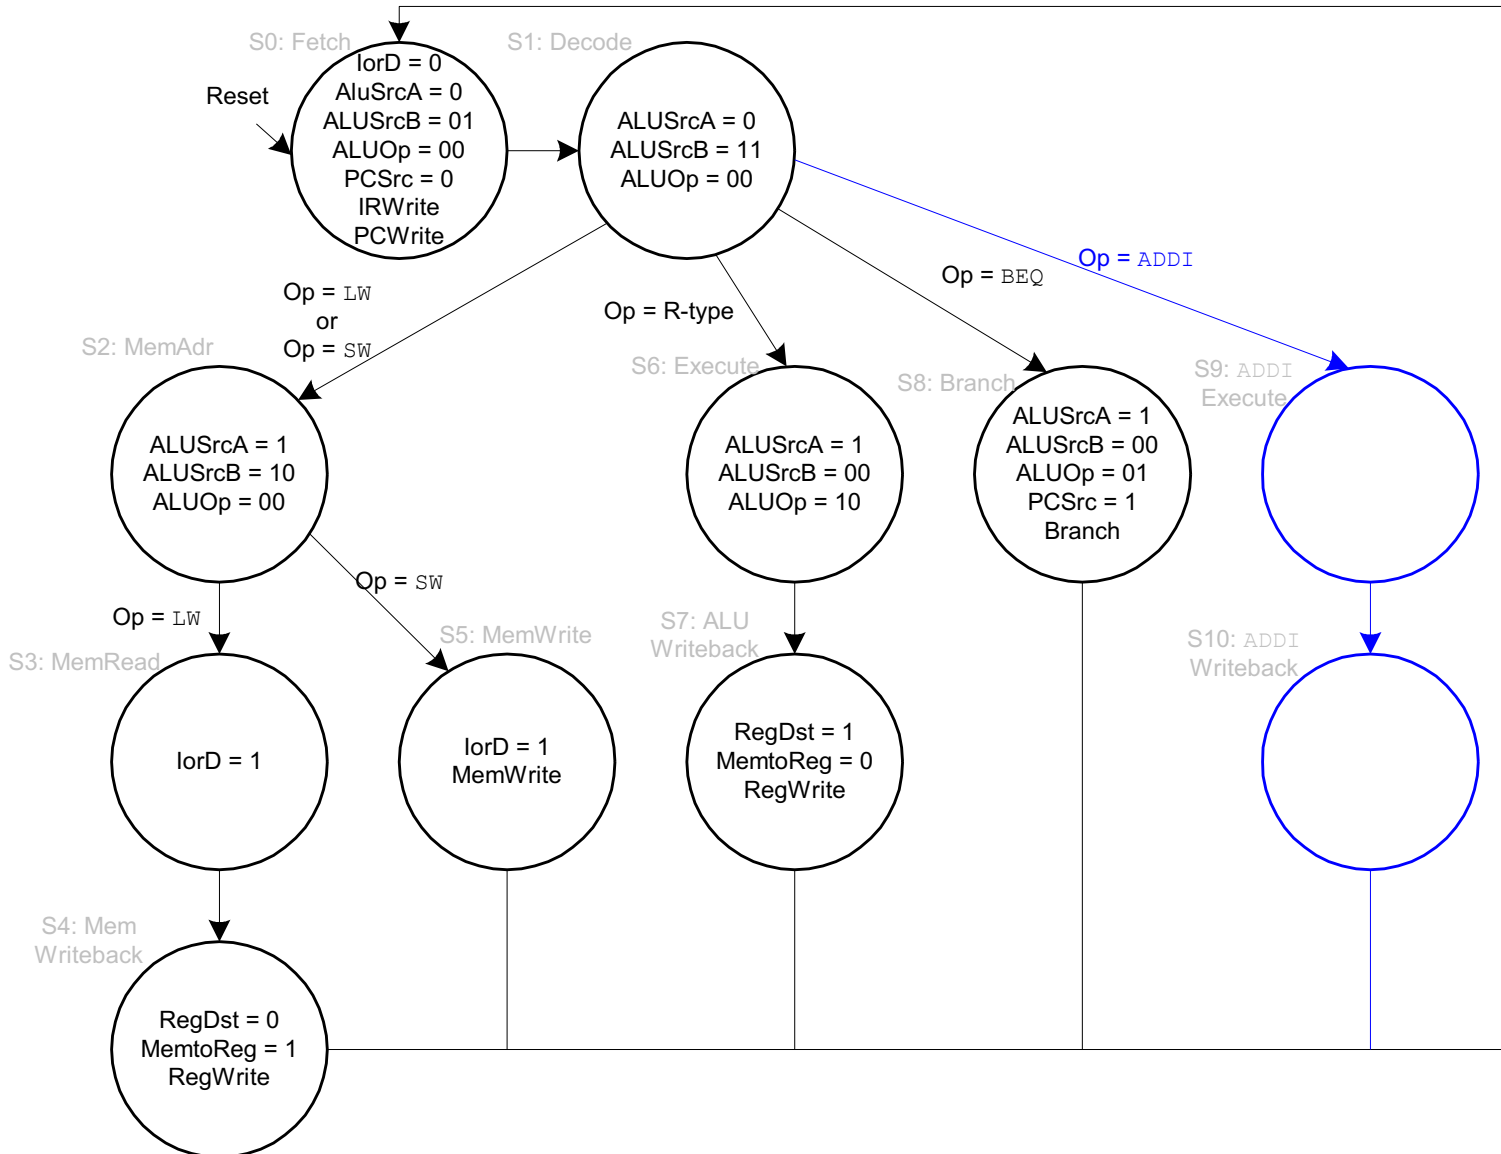 S0: Fetch
S1: Decode
Reset
IorD = 0
AluSrcA = 0
ALUSrcB = 01
ALUOp = 00
PCSrc = 0
IRWrite
PCWrite
ALUSrcA = 0
ALUSrcB = 11
ALUOp = 00
Op = LW
or
Op = SW
Op = R-type
Op = BEQ
Op = ADDI
S2: MemAdr
ALUSrcA = 1
ALUSrcB = 10
ALUOp = 00
S6: Execute
ALUSrcA = 1
ALUSrcB = 00
ALUOp = 10
S8: Branch
ALUSrcA = 1
ALUSrcB = 00
ALUOp = 01
PCSrc = 1
Branch
S9: ADDI
Execute
Op = LW
Op = SW
S3: MemRead
IorD = 1
S5: MemWrite
IorD = 1
MemWrite
S7: ALU
Writeback
RegDst = 1
MemtoReg = 0
RegWrite
S10: ADDI
Writeback
S4: Mem
Writeback
RegDst = 0
MemtoReg = 1
RegWrite